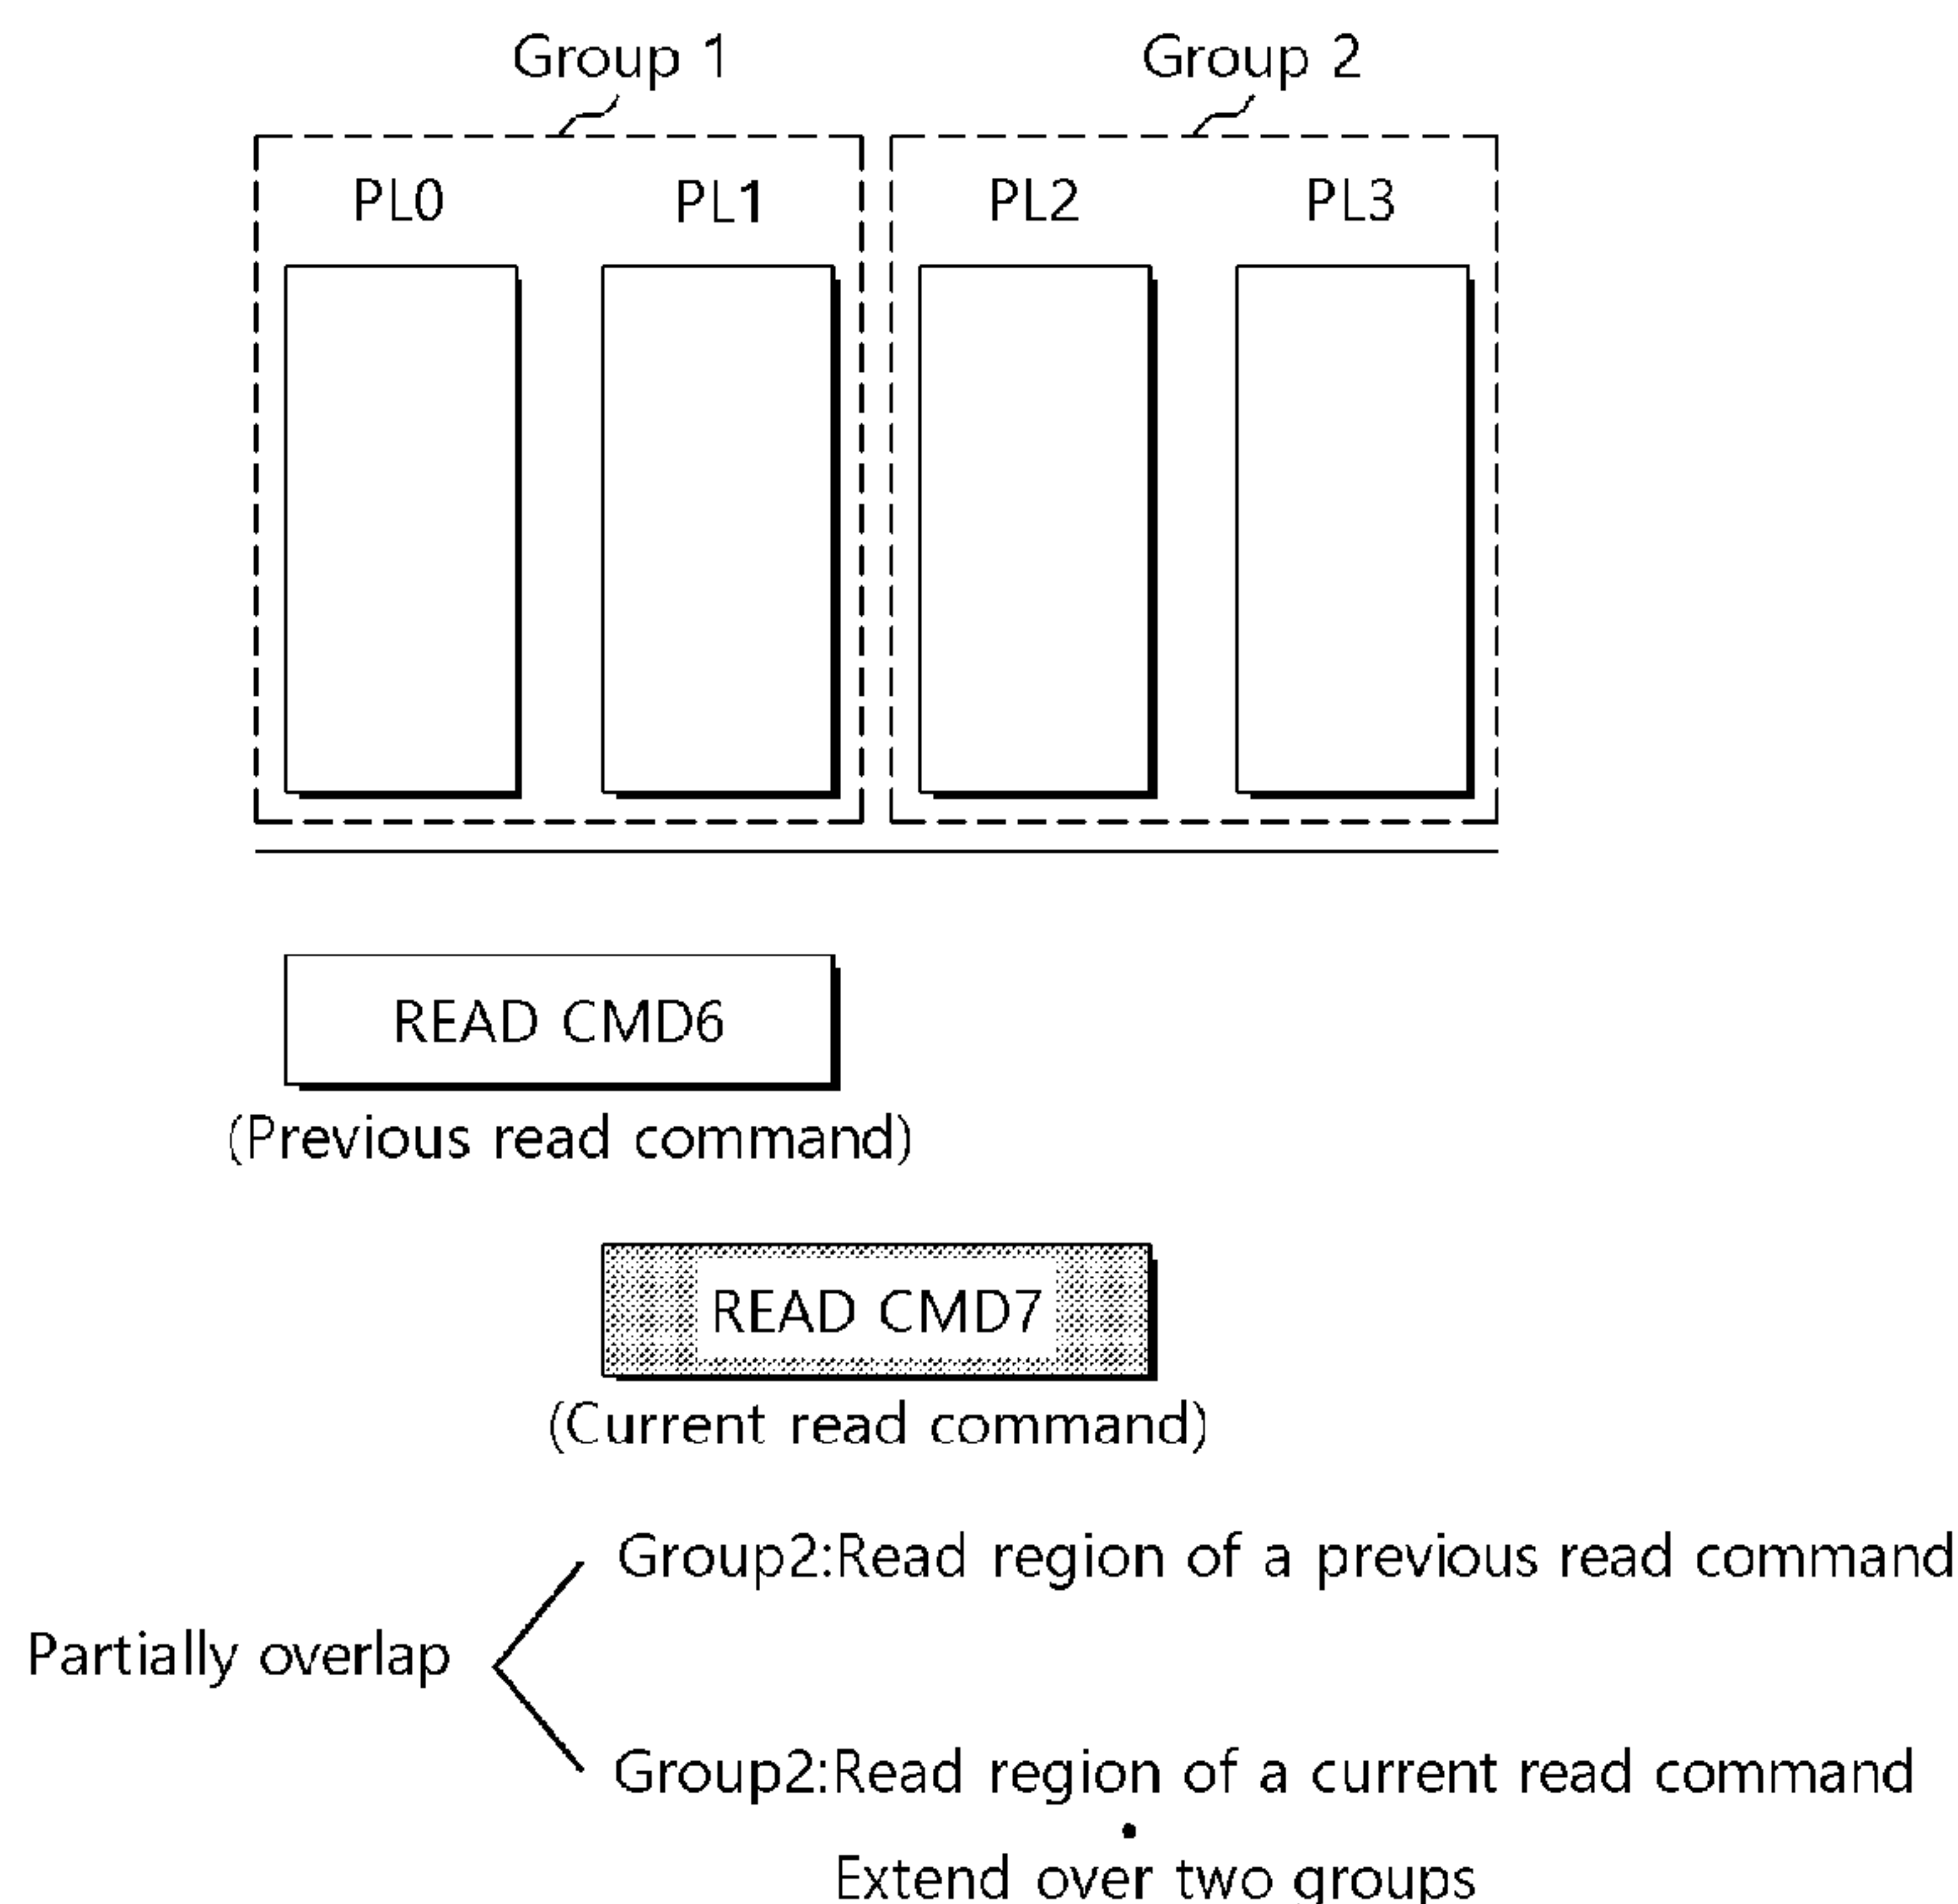 Group 1 Group 2
PL0 PL1 PL2 PL3
READ CMD6
(Previous read command)
READ CMD7
(Current read command)
Group2:Read region of a previous read command
Partially overlap
Group2:Read region of a current read command
Extend over two groups